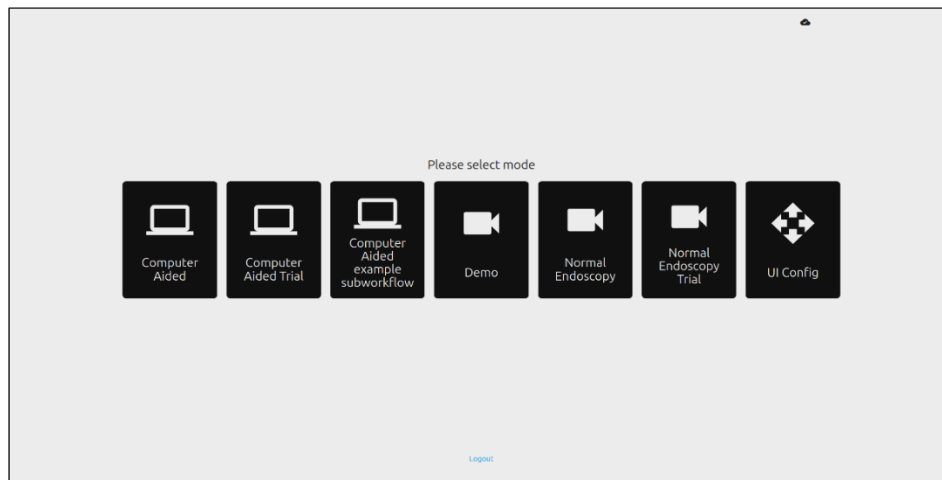 Please select mode
Computer
Aided
Computer
Aided Trial
Computer
Aided
example
subworkflow
Demo
Normal
Endoscopy
Normal
Endoscopy
Trial
UI Config
Logout